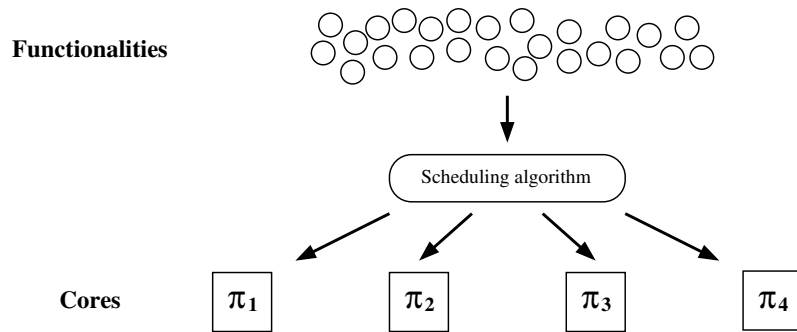 Functionalities
Scheduling algorithm
Cores
π1 π2 π3 π4